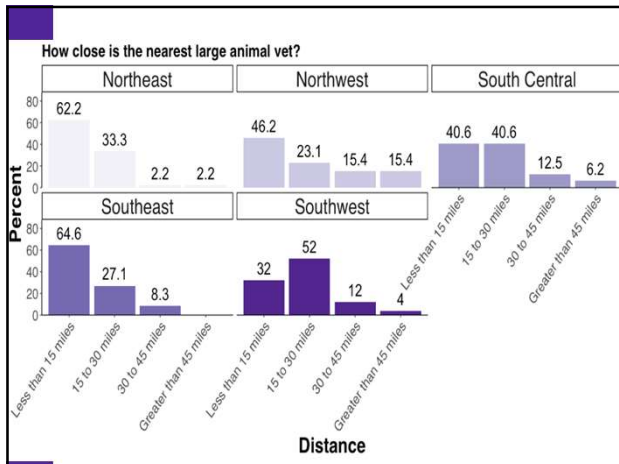 How close is the nearest large animal vet?
Northeast
Northwest
South Central
Percent
80
60
40
20
0
62.2
33.3
2.2
2.2
46.2
23.1
15.4
15.4
40.6
40.6
12.5
6.2
Southeast
Southwest
80
60
40
20
0
64.6
27.1
8.3
32
52
12
4
Less than 15 miles
15 to 30 miles
30 to 45 miles
Greater than 45 miles
Less than 15 miles
15 to 30 miles
30 to 45 miles
Greater than 45 miles
Less than 15 miles
15 to 30 miles
30 to 45 miles
Greater than 45 miles
Distance